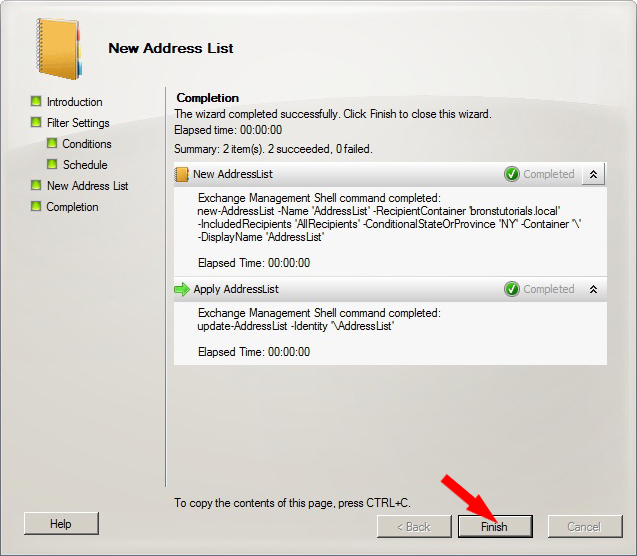 New Address List
Introduction
Filter Settings
Conditions
Schedule
New Address List
Completion
Completion
The wizard completed successfully. Click Finish to close this wizard.
Elapsed time: 00:00:00
Summary: 2 item(s). 2 succeeded, 0 failed.
New AddressList Completed
Exchange Management Shell command completed:
new-AddressList -Name 'AddressList' -RecipientContainer 'bronstutorials.local'
-IncludedRecipients 'AllRecipients' -ConditionalStateOrProvince 'NY' -Container '\'
-DisplayName 'AddressList'
Elapsed Time: 00:00:00
Apply AddressList Completed
Exchange Management Shell command completed:
update-AddressList -Identity '\AddressList'
Elapsed Time: 00:00:00
To copy the contents of this page, press CTRL+C.
Help < Back Finish Cancel